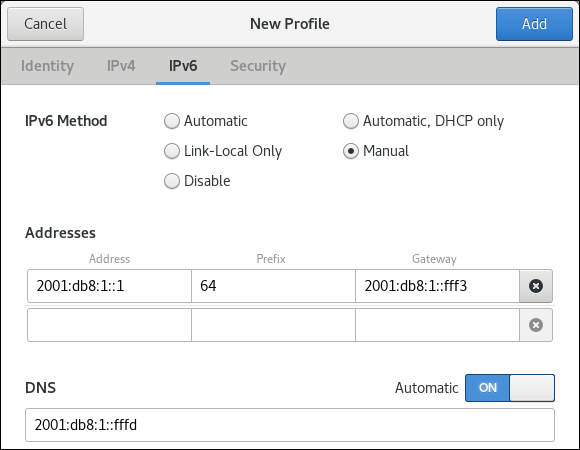 Cancel New Profile Add
Identity IPv4 IPv6 Security
IPv6 Method Automatic Automatic, DHCP only
Link-Local Only Manual
Disable
Addresses
Address Prefix Gateway
2001:db8:1::1 64 2001:db8:1::fff3
DNS Automatic ON
2001:db8:1::fffd